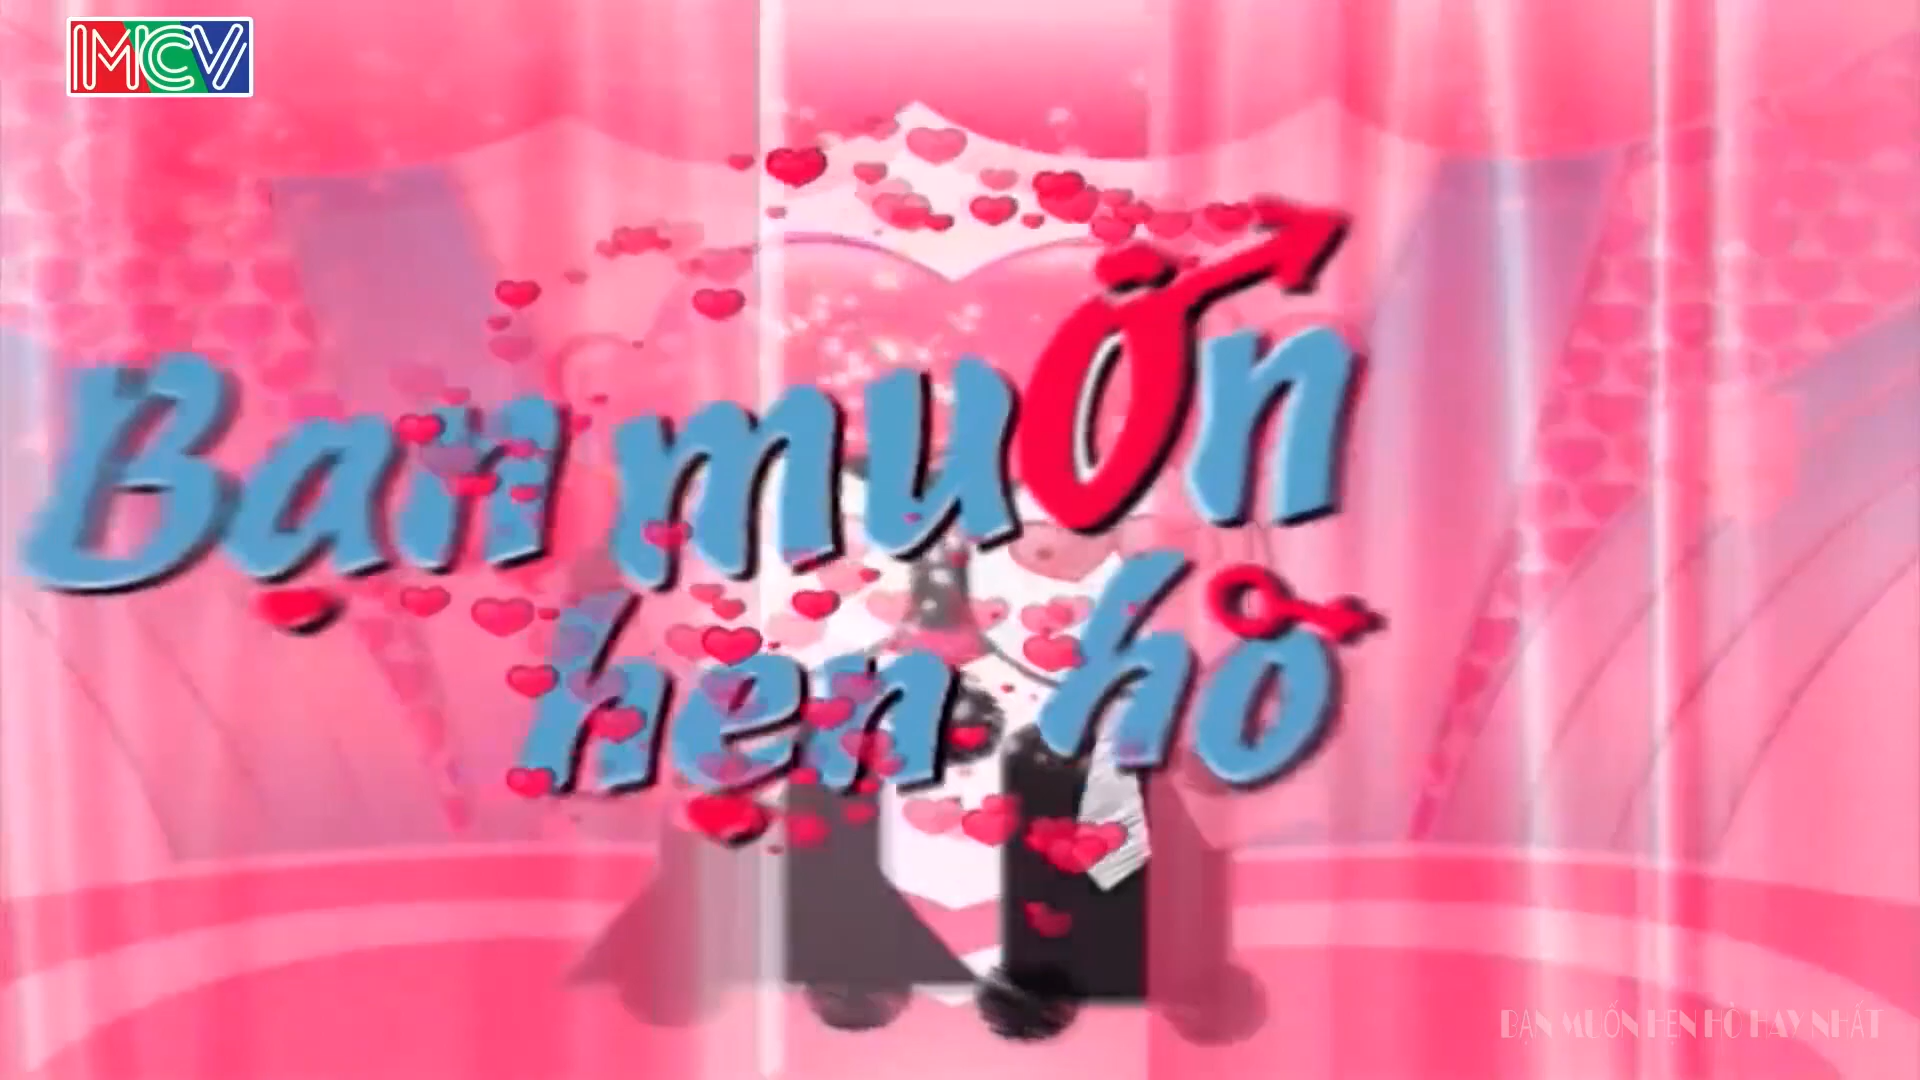 MCV
Bạn muốn
hẹn hò
BẠN MUỐN HẸN HÒ HAY NHẤT